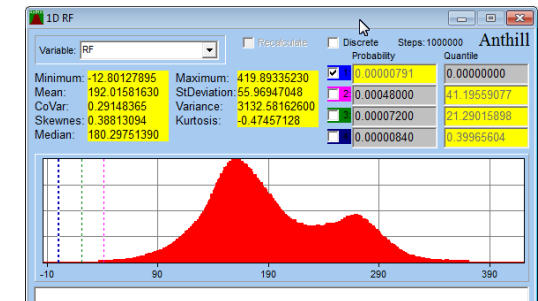 1D RF
Variable: RF
Recalculate
Discrete Steps: 1000000 Anthill
Probability Quantile
Minimum: -12.80127895 Maximum: 419.89335230
Mean: 192.01581630 StDeviation: 55.96947048
CoVar: 0.29148365 Variance: 3132.58162600
Skewnes: 0.38813094 Kurtosis: -0.47457128
Median: 180.29751390
1 0.00000791 0.00000000
2 0.00048000 41.19559077
3 0.00007200 21.29015898
4 0.00000840 0.39965604
-10 90 190 290 390